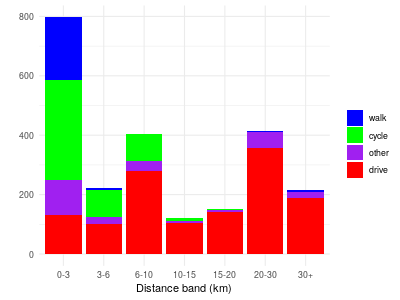 800
600
400
200
0
0-3 3-6 6-10 10-15 15-20 20-30 30+
Distance band (km)
walk
cycle
other
drive